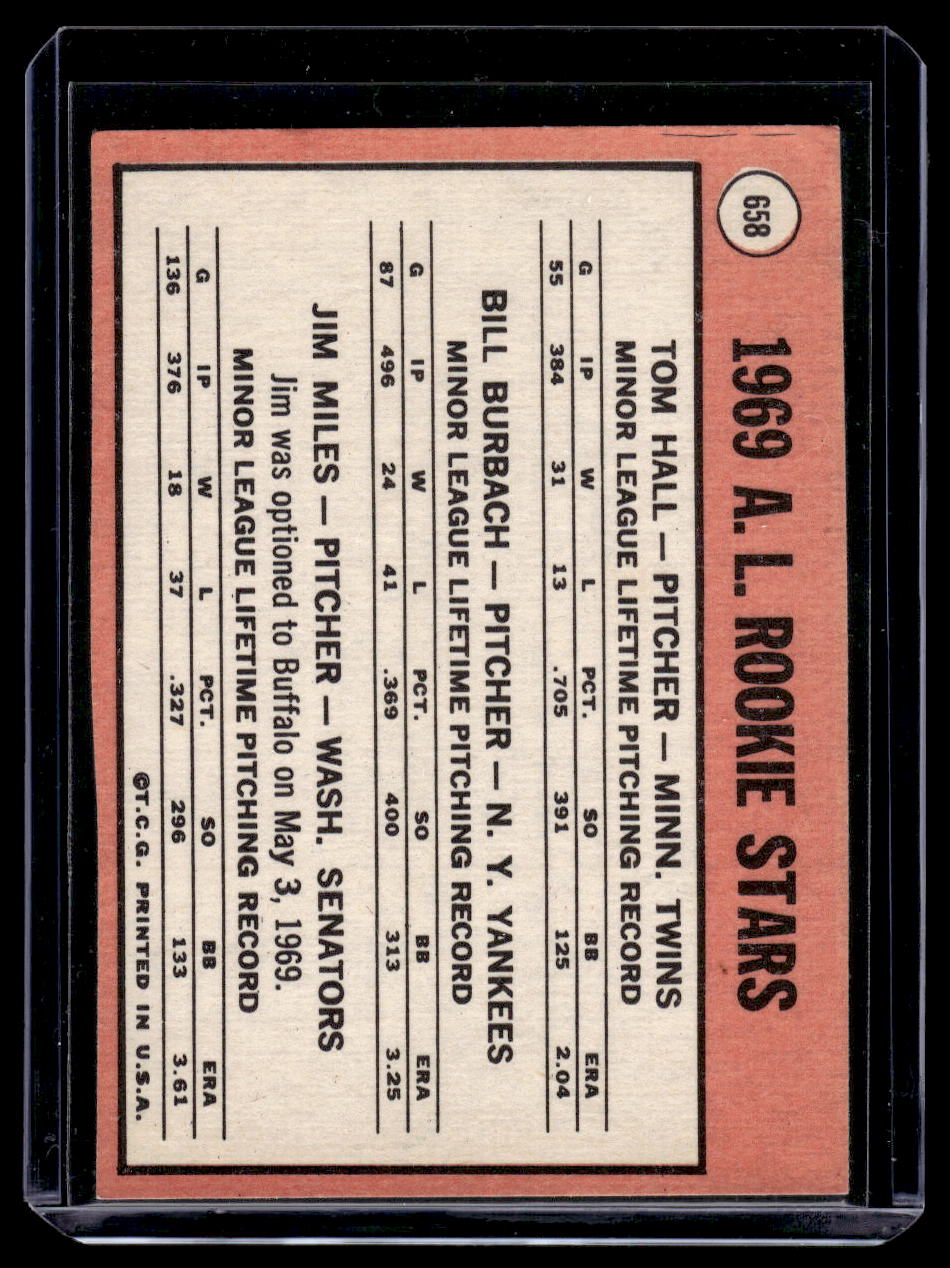 658
1969 A. L. ROOKIE STARS
TOM HALL — PITCHER — MINN. TWINS
MINOR LEAGUE LIFETIME PITCHING RECORD
G IP W L PCT. SO BB ERA
55 384 31 13 .705 391 125 2.04
BILL BURBACH — PITCHER — N. Y. YANKEES
MINOR LEAGUE LIFETIME PITCHING RECORD
G IP W L PCT. SO BB ERA
87 496 24 41 .369 400 313 3.25
JIM MILES — PITCHER — WASH. SENATORS
Jim was optioned to Buffalo on May 3, 1969.
MINOR LEAGUE LIFETIME PITCHING RECORD
G IP W L PCT. SO BB ERA
136 376 18 37 .327 296 133 3.61
©T.C.G. PRINTED IN U.S.A.